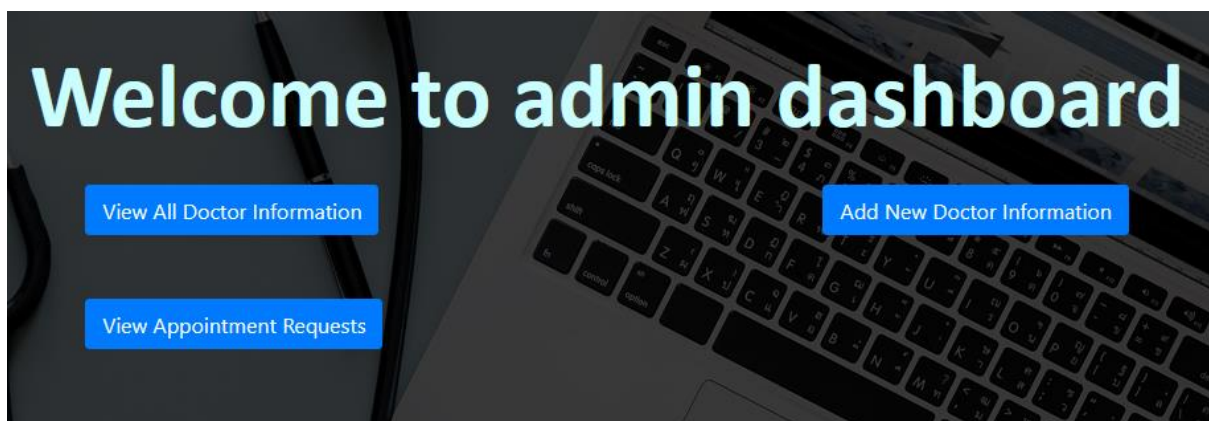 Welcome to admin dashboard
View All Doctor Information
Add New Doctor Information
View Appointment Requests